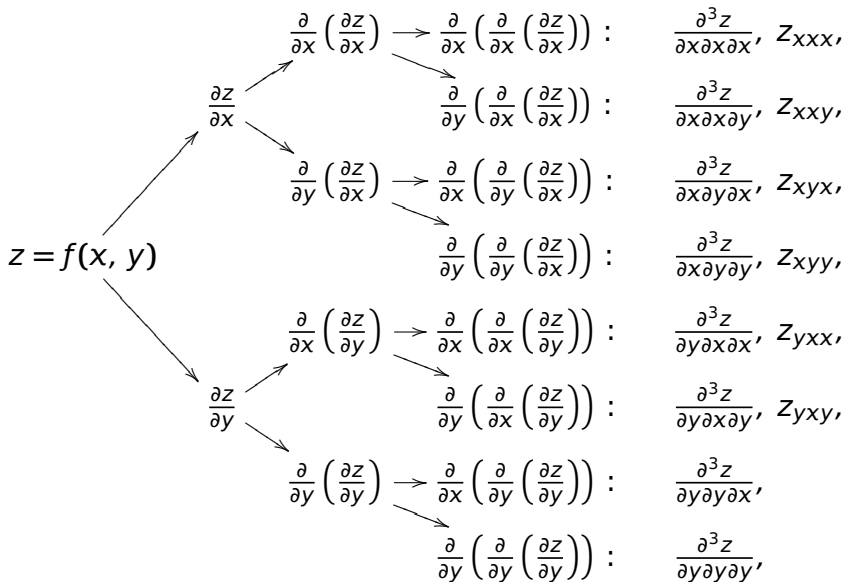 ∂/∂x (∂z/∂x) → ∂/∂x (∂/∂x (∂z/∂x)) : ∂³z/∂x∂x∂x, z_xxx,
∂z/∂x ∂/∂y (∂/∂x (∂z/∂x)) : ∂³z/∂x∂x∂y, z_xxy,
∂/∂y (∂z/∂x) → ∂/∂x (∂/∂y (∂z/∂x)) : ∂³z/∂x∂y∂x, z_xyx,
z = f(x, y) ∂/∂y (∂/∂y (∂z/∂x)) : ∂³z/∂x∂y∂y, z_xyy,
∂/∂x (∂z/∂y) → ∂/∂x (∂/∂x (∂z/∂y)) : ∂³z/∂y∂x∂x, z_yxx,
∂z/∂y ∂/∂y (∂/∂x (∂z/∂y)) : ∂³z/∂y∂x∂y, z_yxy,
∂/∂y (∂z/∂y) → ∂/∂x (∂/∂y (∂z/∂y)) : ∂³z/∂y∂y∂x,
∂/∂y (∂/∂y (∂z/∂y)) : ∂³z/∂y∂y∂y,